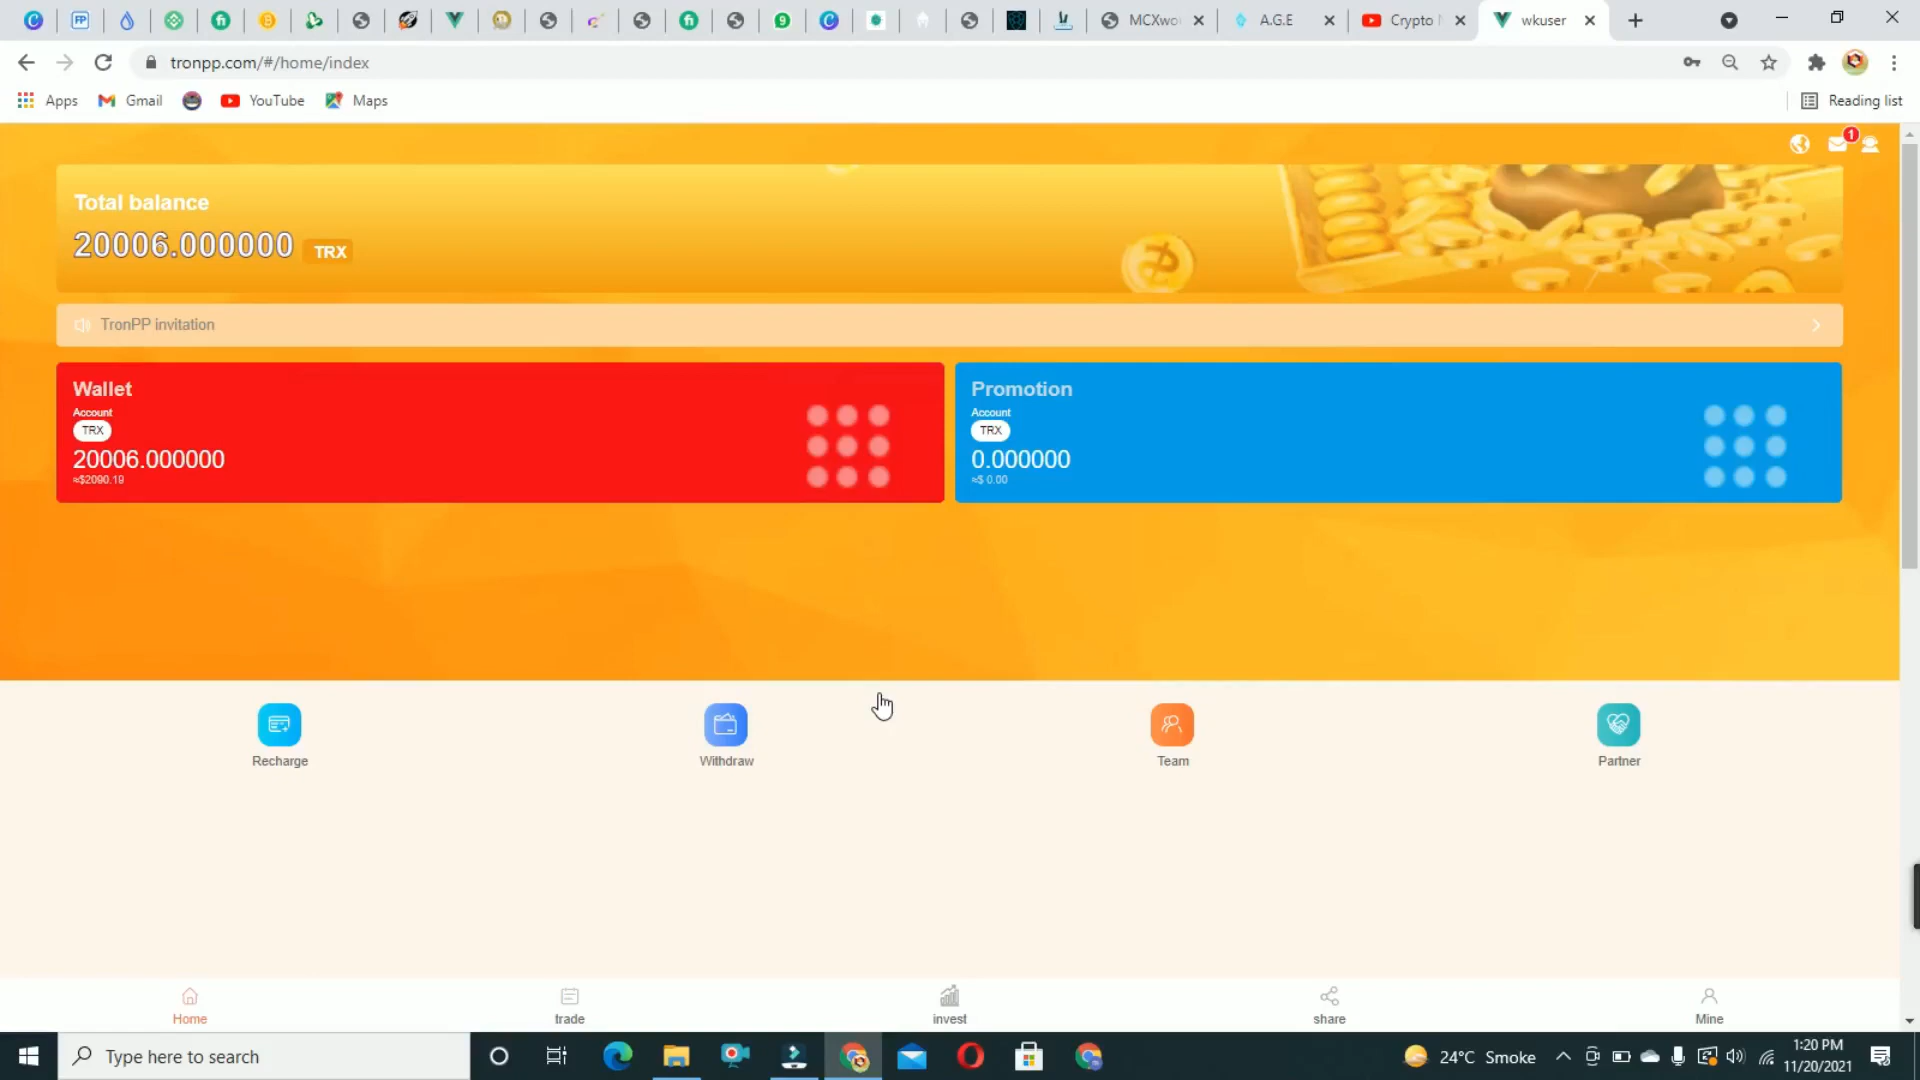 MCXwo
A.G.E
Crypto
wkuser
tronpp.com/#/home/index
Apps
Gmail
YouTube
Maps
Reading list
1
Total balance
20006.000000 TRX
TronPP invitation
Wallet
Account
TRX
20006.000000
≈$2090.19
Promotion
Account
TRX
0.000000
≈$ 0.00
Recharge
Withdraw
Team
Partner
Home
trade
invest
share
Mine
Type here to search
24°C Smoke
1:20 PM
11/20/2021